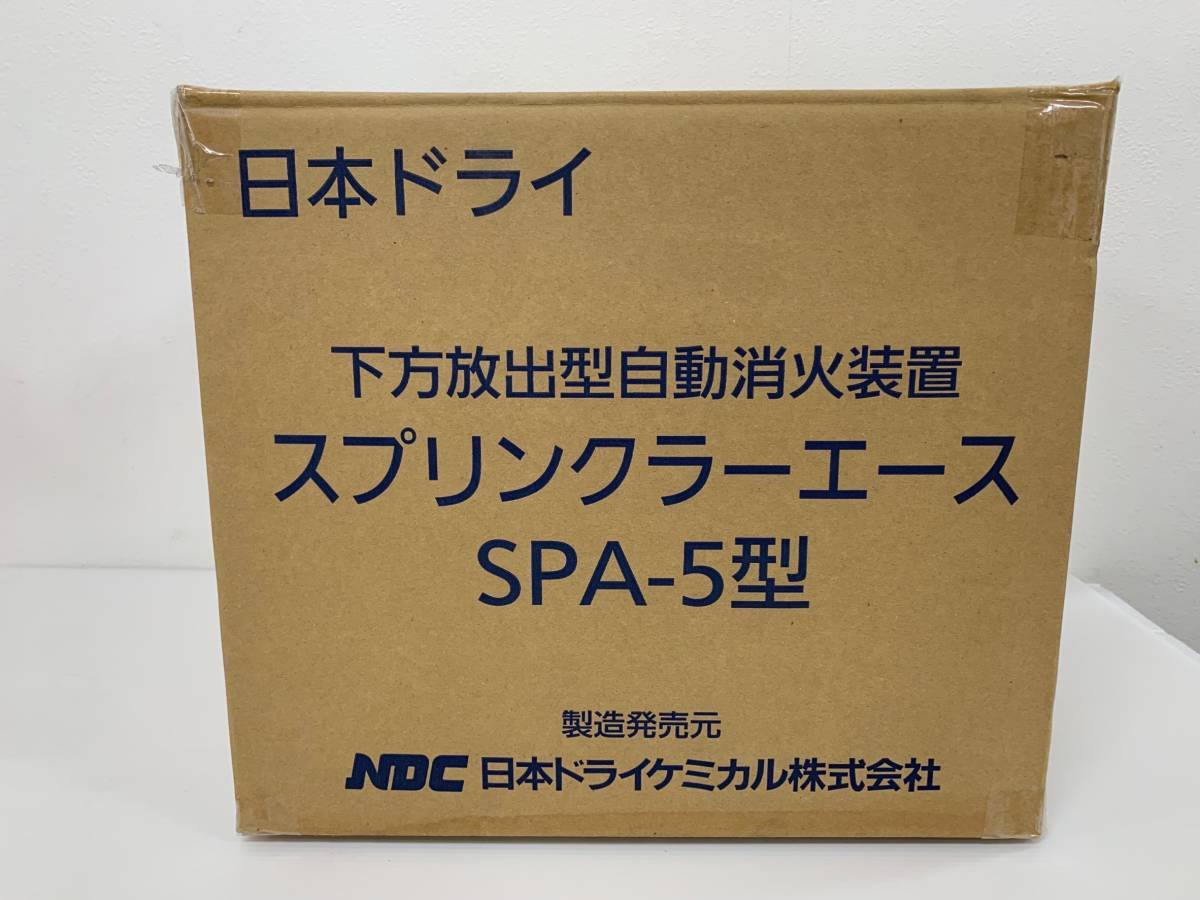 日本ドライ
下方放出型自動消火装置
スプリンクラーエース
SPA-5型
製造発売元
NDC 日本ドライケミカル株式会社